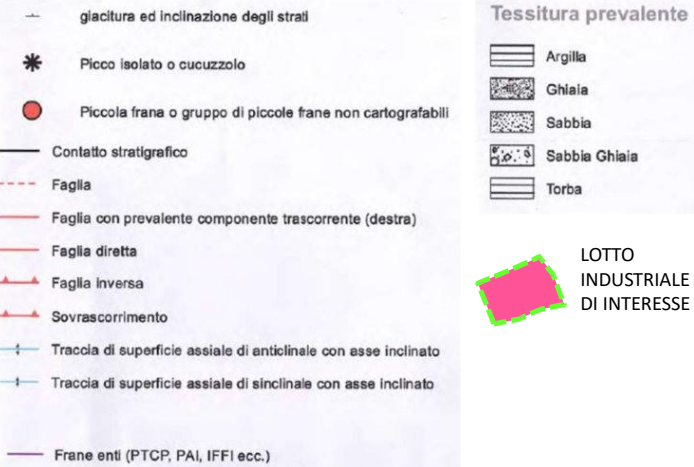 giacitura ed inclinazione degli strati
Picco isolato o cucuzzolo
Piccola frana o gruppo di piccole frane non cartografabili
Contatto stratigrafico
Faglia
Faglia con prevalente componente trascorrente (destra)
Faglia diretta
Faglia inversa
Sovrascorrimento
Traccia di superficie assiale di anticlinale con asse inclinato
Traccia di superficie assiale di sinclinale con asse inclinato
Frane enti (PTCP, PAI, IFFI ecc.)
Tessitura prevalente
Argilla
Ghiaia
Sabbia
Sabbia Ghiaia
Torba
LOTTO
INDUSTRIALE
DI INTERESSE